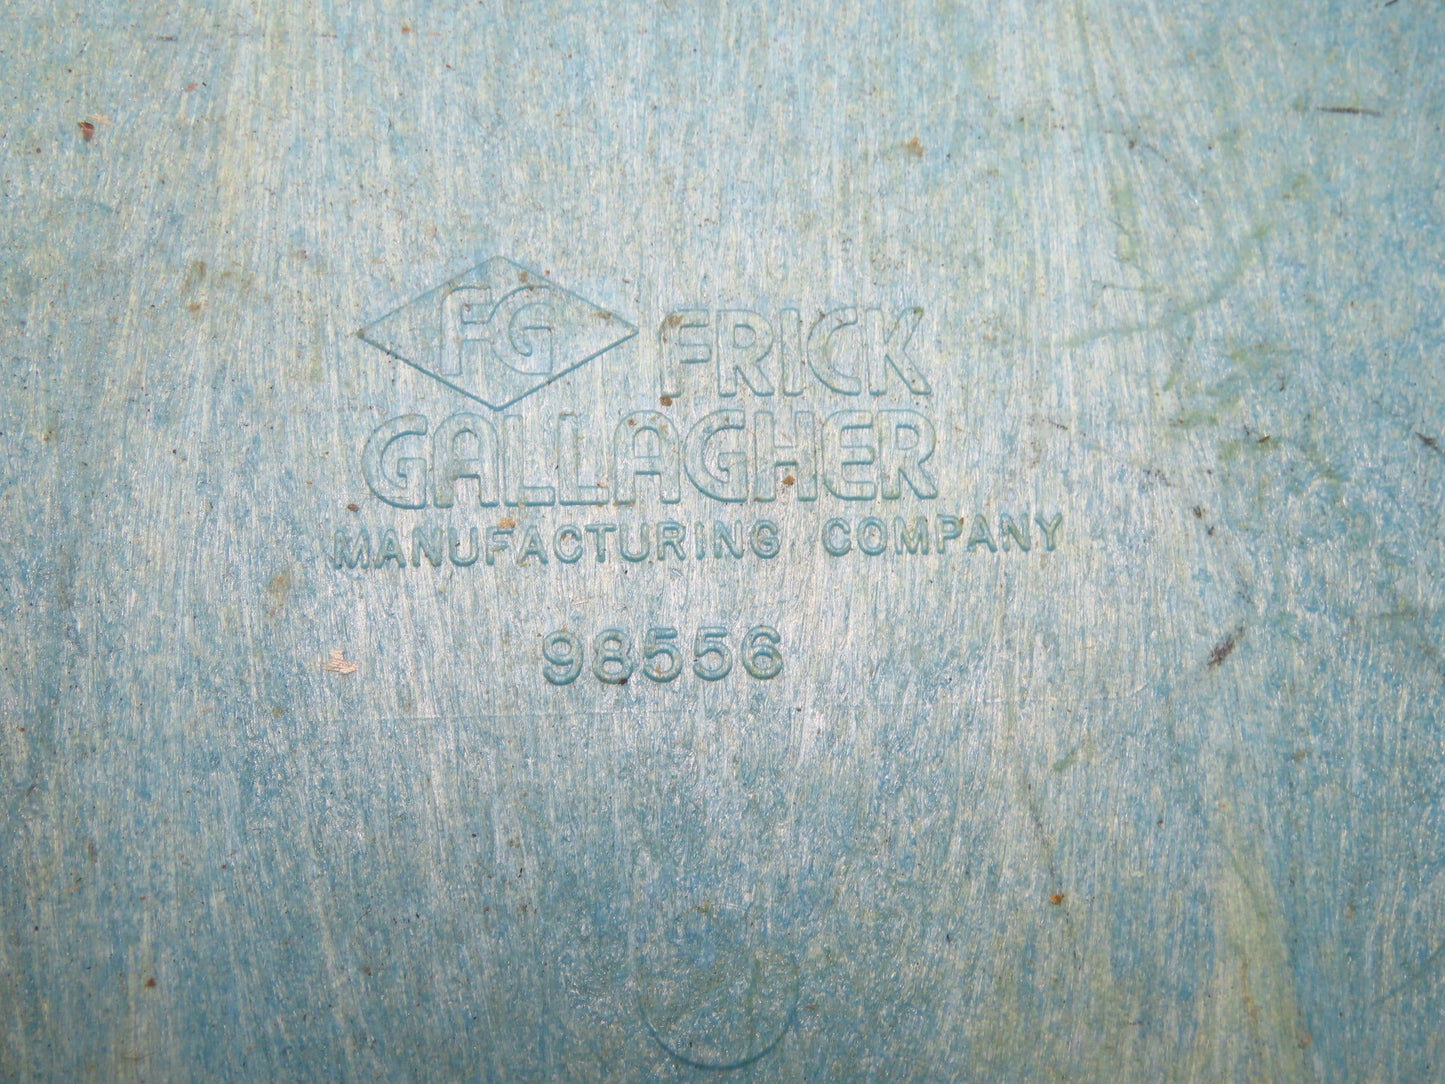 FG FRICK
GALLAGHER
MANUFACTURING COMPANY
98556